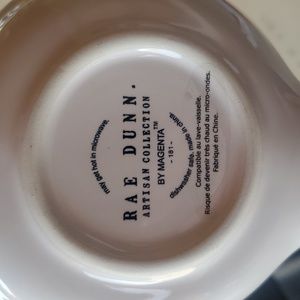 may get hot in microwave.
RAE DUNN.
ARTISAN COLLECTION
BY MAGENTA™
- 181 -
dishwasher safe. made in china.
Compatible au lave-vaisselle.
Risque de devenir très chaud au micro-ondes.
Fabriqué en Chine.